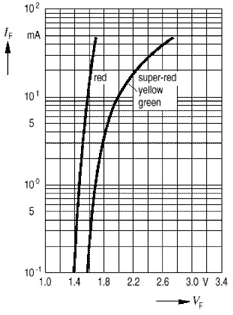 10²
I_F mA
10¹
5
10⁰
5
10⁻¹
red
super-red
yellow
green
1.0 1.4 1.8 2.2 2.6 3.0 V 3.4
V_F